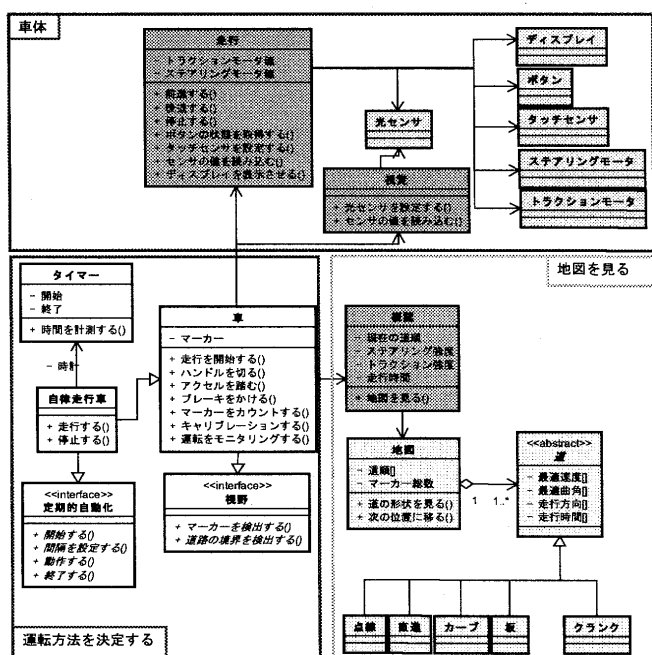 車体
走行
- トラクションモータ値
- ステアリングモータ値
+ 前進する()
+ 後退する()
+ 停止する()
+ ボタンの状態を取得する()
+ タッチセンサを設定する()
+ センサの値を読み込む()
+ ディスプレイを表示させる()
光センサ
視覚
+ 光センサを設定する()
+ センサの値を読み込む()
ディスプレイ
ボタン
タッチセンサ
ステアリングモータ
トラクションモータ
タイマー
- 開始
- 終了
+ 時間を計測する()
- 時計
自律走行車
+ 走行する()
+ 停止する()
<<interface>>
定期的自動化
+ 開始する()
+ 間隔を設定する()
+ 動作する()
+ 終了する()
車
- マーカー
+ 走行を開始する()
+ ハンドルを切る()
+ アクセルを踏む()
+ ブレーキをかける()
+ マーカーをカウントする()
+ キャリブレーションする()
+ 運転をモニタリングする()
<<interface>>
視野
+ マーカーを検出する()
+ 道路の境界を検出する()
運転方法を決定する
地図を見る
- 現在の道順
- ステアリング強度
- トラクション強度
- 走行時間
+ 地図を見る()
地図
- 道順[]
- マーカー総数
+ 道の形状を見る()
+ 次の位置に移る()
1
1..*
<<abstract>>
道
- 最適速度[]
- 最適曲角[]
- 走行方向[]
- 走行時間[]
点線
直進
カーブ
坂
クランク